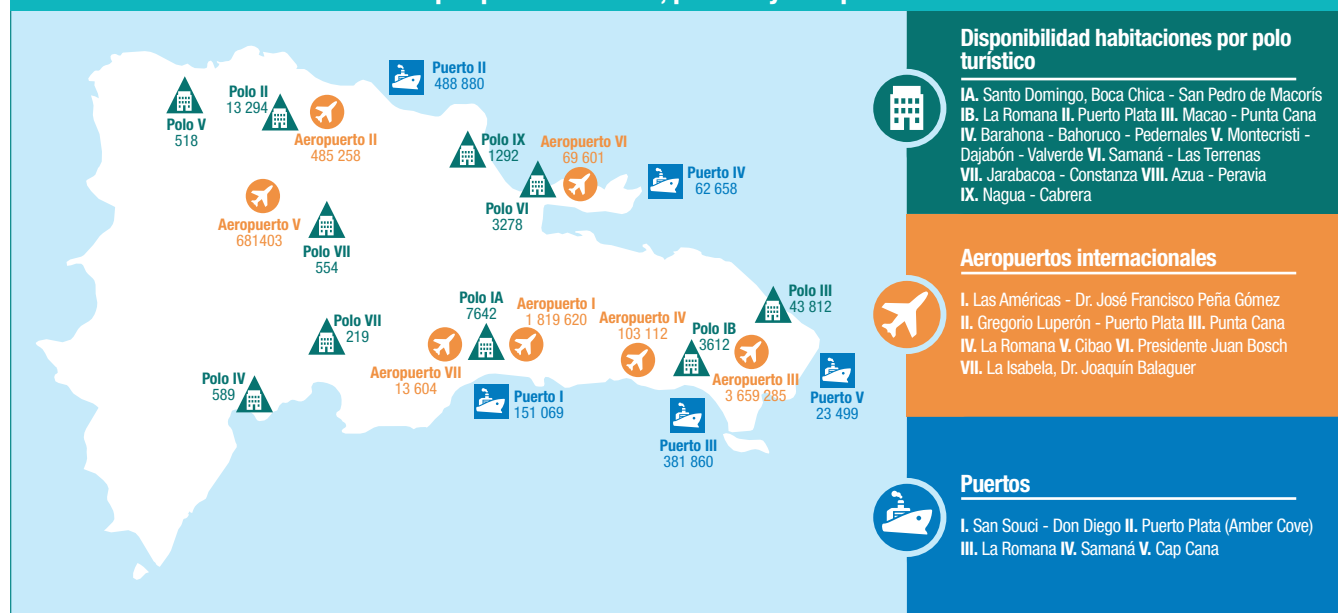 Puerto II
488 880
Polo II
13 294
Polo V
518
Aeropuerto II
485 258
Polo IX
1292
Aeropuerto VI
69 601
Puerto IV
62 658
Polo VI
3278
Aeropuerto V
681403
Polo VII
554
Polo III
43 812
Polo IA
7642
Aeropuerto I
1 819 620
Aeropuerto IV
103 112
Polo IB
3612
Polo VII
219
Aeropuerto VII
13 604
Aeropuerto III
3 659 285
Polo IV
589
Puerto I
151 069
Puerto V
23 499
Puerto III
381 860
Disponibilidad habitaciones por polo
turístico
IA. Santo Domingo, Boca Chica - San Pedro de Macorís
IB. La Romana II. Puerto Plata III. Macao - Punta Cana
IV. Barahona - Bahoruco - Pedernales V. Montecristi -
Dajabón - Valverde VI. Samaná - Las Terrenas
VII. Jarabacoa - Constanza VIII. Azua - Peravia
IX. Nagua - Cabrera
Aeropuertos internacionales
I. Las Américas - Dr. José Francisco Peña Gómez
II. Gregorio Luperón - Puerto Plata III. Punta Cana
IV. La Romana V. Cibao VI. Presidente Juan Bosch
VII. La Isabela, Dr. Joaquín Balaguer
Puertos
I. San Souci - Don Diego II. Puerto Plata (Amber Cove)
III. La Romana IV. Samaná V. Cap Cana